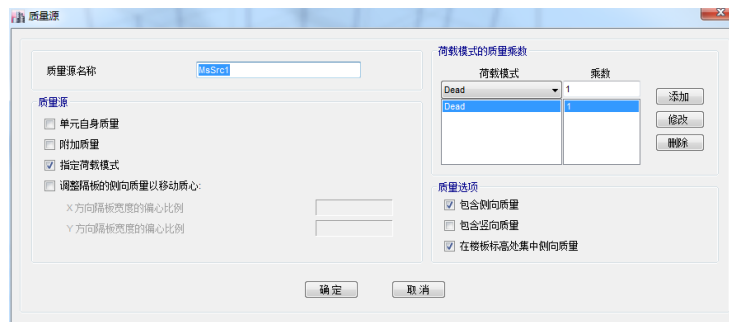 质量源
质量源名称
MsSrc1
质量源
单元自身质量
附加质量
指定荷载模式
调整隔板的侧向质量以移动质心:
X 方向隔板宽度的偏心比例
Y 方向隔板宽度的偏心比例
荷载模式的质量乘数
荷载模式 乘数
Dead 1
Dead 1
添加
修改
删除
质量选项
包含侧向质量
包含竖向质量
在楼板标高处集中侧向质量
确定 取消